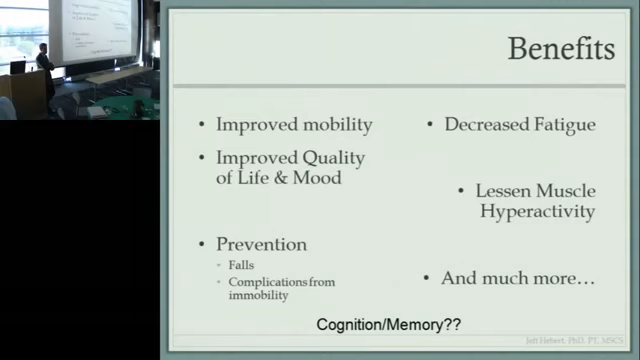 Benefits
• Improved mobility
• Improved Quality
of Life & Mood
• Prevention
- Falls
- Complications from
immobility
• Decreased Fatigue
• Lessen Muscle
Hyperactivity
• And much more…
Cognition/Memory??
Jeff Hebert, PhD, PT, MSCS